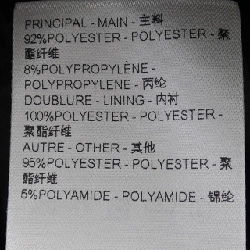 PRINCIPAL - MAIN - 主料
92%POLYESTER - POLYESTER - 聚
酯纤维
8%POLYPROPYLENE -
POLYPROPYLENE - 丙纶
DOUBLURE - LINING - 内衬
100%POLYESTER - POLYESTER -
聚酯纤维
AUTRE - OTHER - 其他
95%POLYESTER - POLYESTER - 聚
酯纤维
5%POLYAMIDE - POLYAMIDE - 锦纶